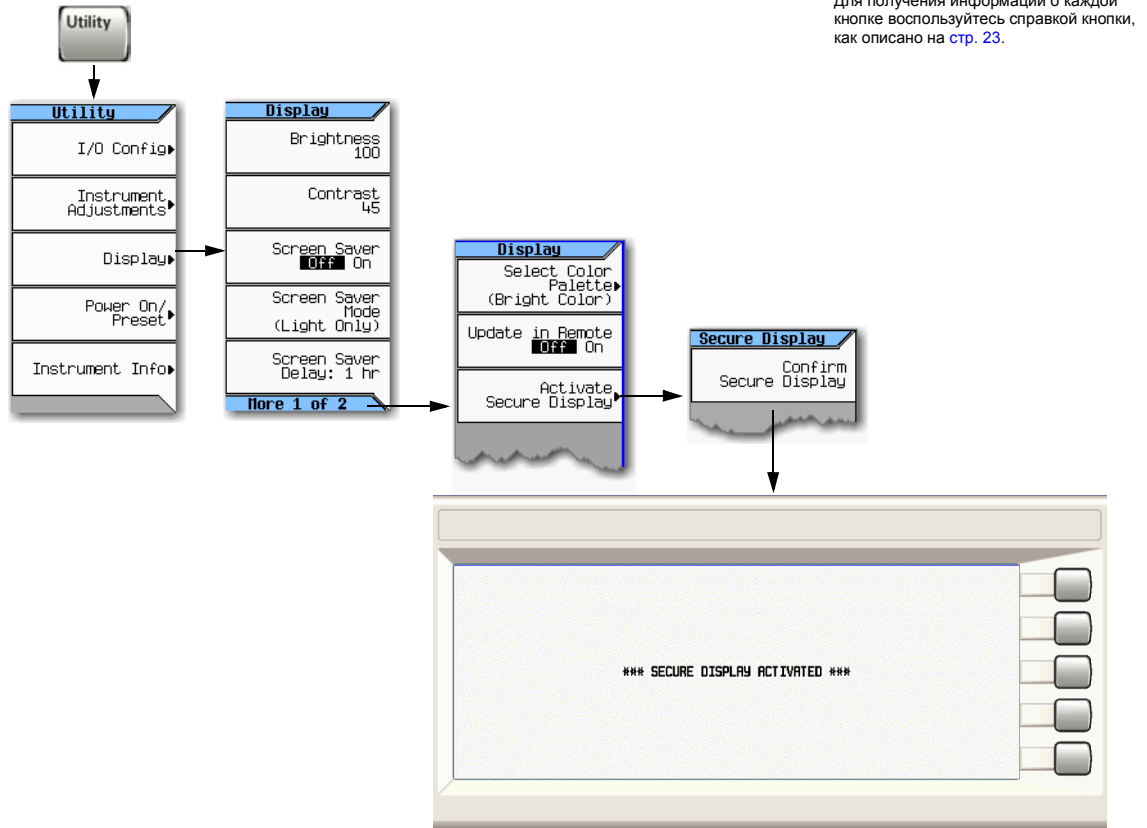 Для получения информации о каждой
кнопке воспользуйтесь справкой кнопки,
как описано на стр. 23.
Utility
Utility
I/O Config
Instrument
Adjustments
Display
Power On/
Preset
Instrument Info
Display
Brightness
100
Contrast
45
Screen Saver
Off On
Screen Saver
Mode
(Light Only)
Screen Saver
Delay: 1 hr
More 1 of 2
Display
Select Color
Palette
(Bright Color)
Update in Remote
Off On
Activate
Secure Display
Secure Display
Confirm
Secure Display
*** SECURE DISPLAY ACTIVATED ***